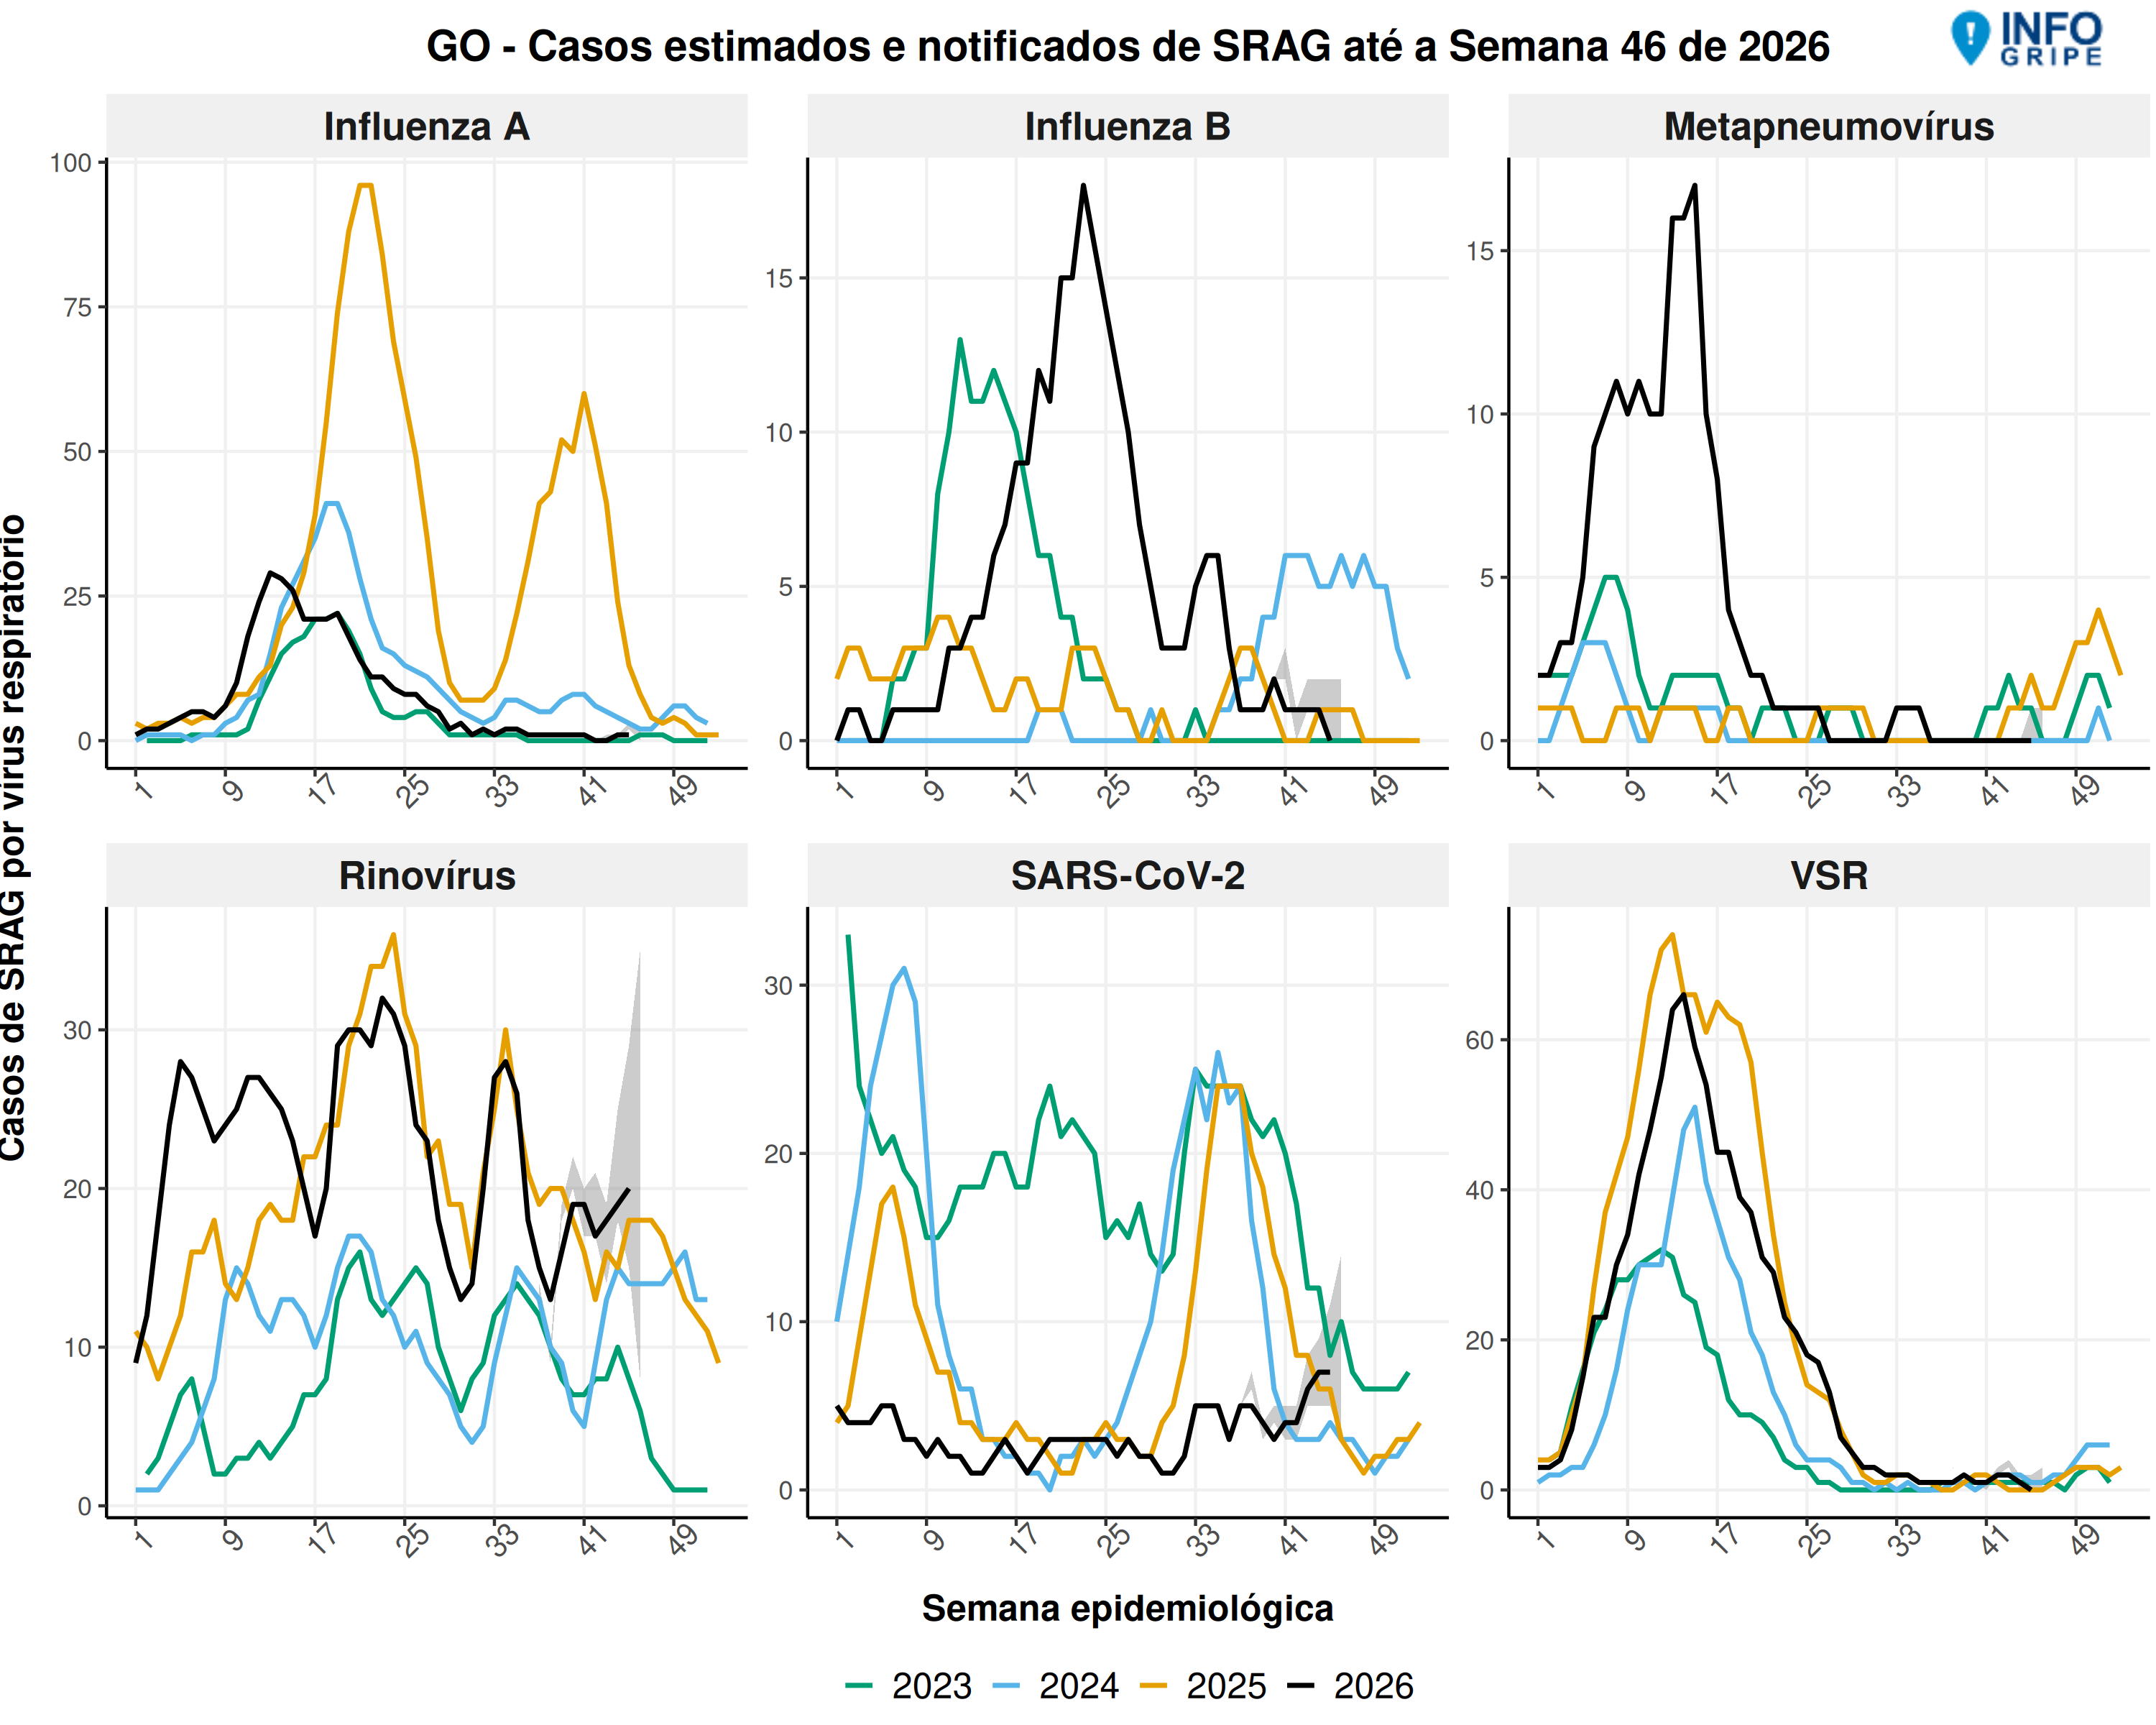 GO - Casos estimados e notificados de SRAG até a Semana 46 de 2026
INFO
GRIPE
Casos de SRAG por vírus respiratório
Influenza A
100
75
50
25
0
1 9 17 25 33 41 49
Influenza B
15
10
5
0
1 9 17 25 33 41 49
Metapneumovírus
15
10
5
0
1 9 17 25 33 41 49
Rinovírus
30
20
10
0
1 9 17 25 33 41 49
SARS-CoV-2
30
20
10
0
1 9 17 25 33 41 49
VSR
60
40
20
0
1 9 17 25 33 41 49
Semana epidemiológica
2023 2024 2025 2026